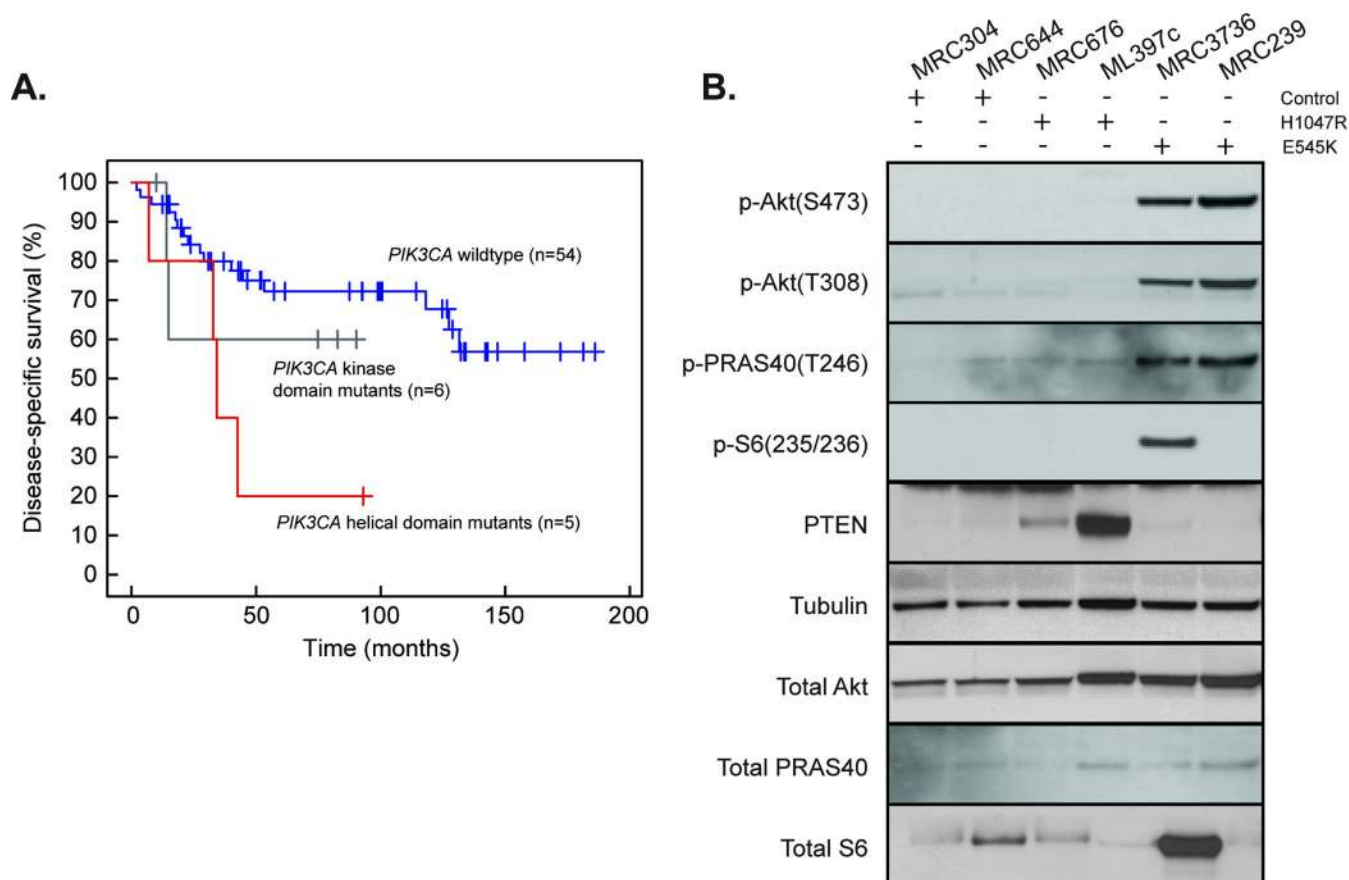 A.
Disease-specific survival (%)
100
90
80
70
60
50
40
30
20
10
0
PIK3CA wildtype (n=54)
PIK3CA kinase
domain mutants (n=6)
PIK3CA helical domain mutants (n=5)
0 50 100 150 200
Time (months)
B.
MRC304 MRC644 MRC676 ML397c MRC3736 MRC239
+ + - - - - Control
- - + + - - H1047R
- - - - + + E545K
p-Akt(S473)
p-Akt(T308)
p-PRAS40(T246)
p-S6(235/236)
PTEN
Tubulin
Total Akt
Total PRAS40
Total S6